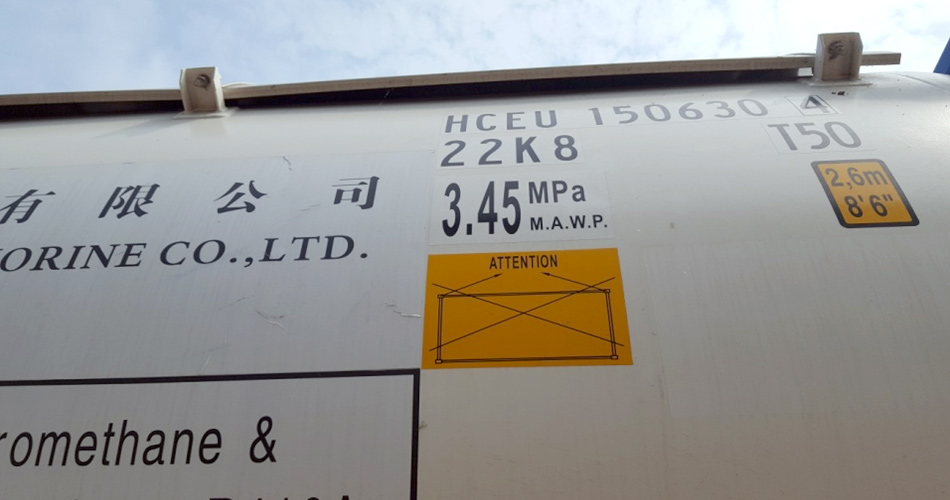 HCEU 150630
22K8
T50
2,6m
8'6"
3.45 MPa
M.A.W.P.
有限公司
ORINE CO.,LTD.
ATTENTION
romethane &